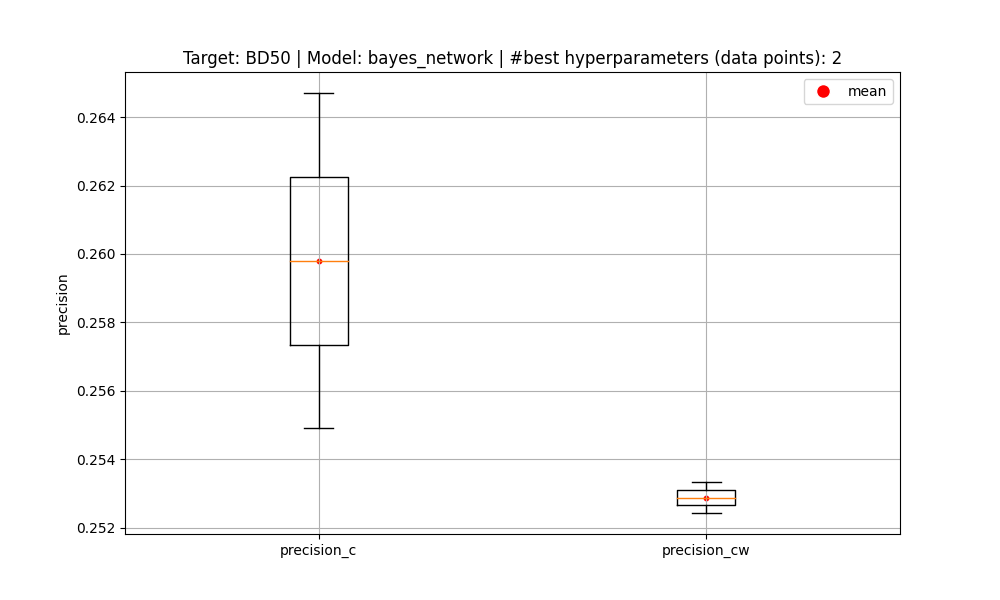 Target: BD50 | Model: bayes_network | #best hyperparameters (data points): 2
mean
0.264
0.262
0.260
0.258
0.256
0.254
0.252
precision
precision_c
precision_cw